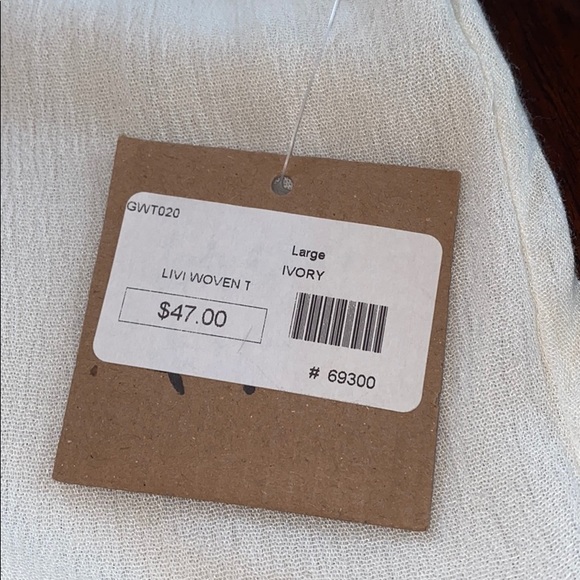 GWT020
Large
IVORY
LIVI WOVEN T
$47.00
# 69300